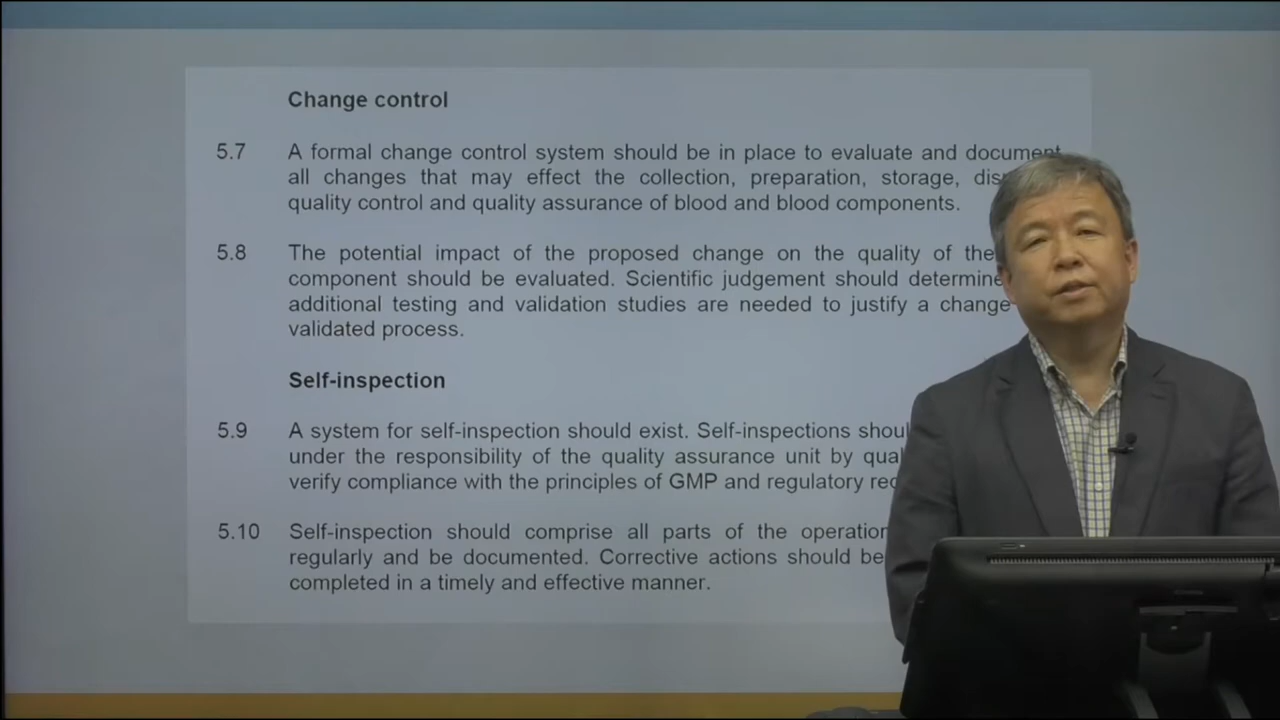 Change control
5.7 A formal change control system should be in place to evaluate and document
all changes that may effect the collection, preparation, storage,
quality control and quality assurance of blood and blood components.
5.8 The potential impact of the proposed change on the quality of the
component should be evaluated. Scientific judgement should determine
additional testing and validation studies are needed to justify a change
validated process.
Self-inspection
5.9 A system for self-inspection should exist. Self-inspections
under the responsibility of the quality assurance unit by
verify compliance with the principles of GMP and regulatory
5.10 Self-inspection should comprise all parts of the
regularly and be documented. Corrective actions should be
completed in a timely and effective manner.